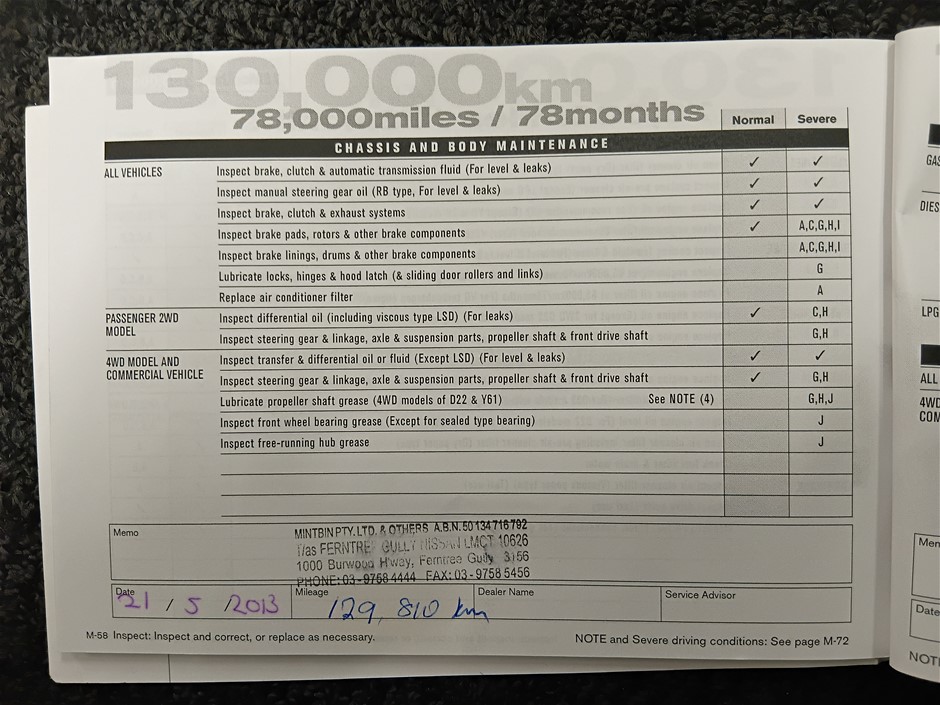 130,000km
78,000miles / 78months
Normal Severe
CHASSIS AND BODY MAINTENANCE
ALL VEHICLES Inspect brake, clutch & automatic transmission fluid (For level & leaks) ✓ ✓
Inspect manual steering gear oil (RB type, For level & leaks) ✓ ✓
Inspect brake, clutch & exhaust systems ✓ ✓
Inspect brake pads, rotors & other brake components ✓ A,C,G,H,I
Inspect brake linings, drums & other brake components A,C,G,H,I
Lubricate locks, hinges & hood latch (& sliding door rollers and links) G
Replace air conditioner filter A
PASSENGER 2WD Inspect differential oil (including viscous type LSD) (For leaks) ✓ C,H
MODEL Inspect steering gear & linkage, axle & suspension parts, propeller shaft & front drive shaft G,H
4WD MODEL AND Inspect transfer & differential oil or fluid (Except LSD) (For level & leaks) ✓ ✓
COMMERCIAL VEHICLE Inspect steering gear & linkage, axle & suspension parts, propeller shaft & front drive shaft ✓ G,H
Lubricate propeller shaft grease (4WD models of D22 & Y61) See NOTE (4) G,H,J
Inspect front wheel bearing grease (Except for sealed type bearing) J
Inspect free-running hub grease J
Memo
MINTBIN PTY. LTD. & OTHERS A.B.N. 50 134 716 792
T/as FERNTREE GULLY NISSAN LMCT 10626
1000 Burwood H'way, Ferntree Gully 3156
PHONE: 03 - 9758 4444 FAX: 03 - 9758 5456
Date Mileage Dealer Name Service Advisor
21 / 5 / 2013 129,810 km
M-58 Inspect: Inspect and correct, or replace as necessary. NOTE and Severe driving conditions: See page M-72
DIES
LPG
ALL
4WD
COM
Date